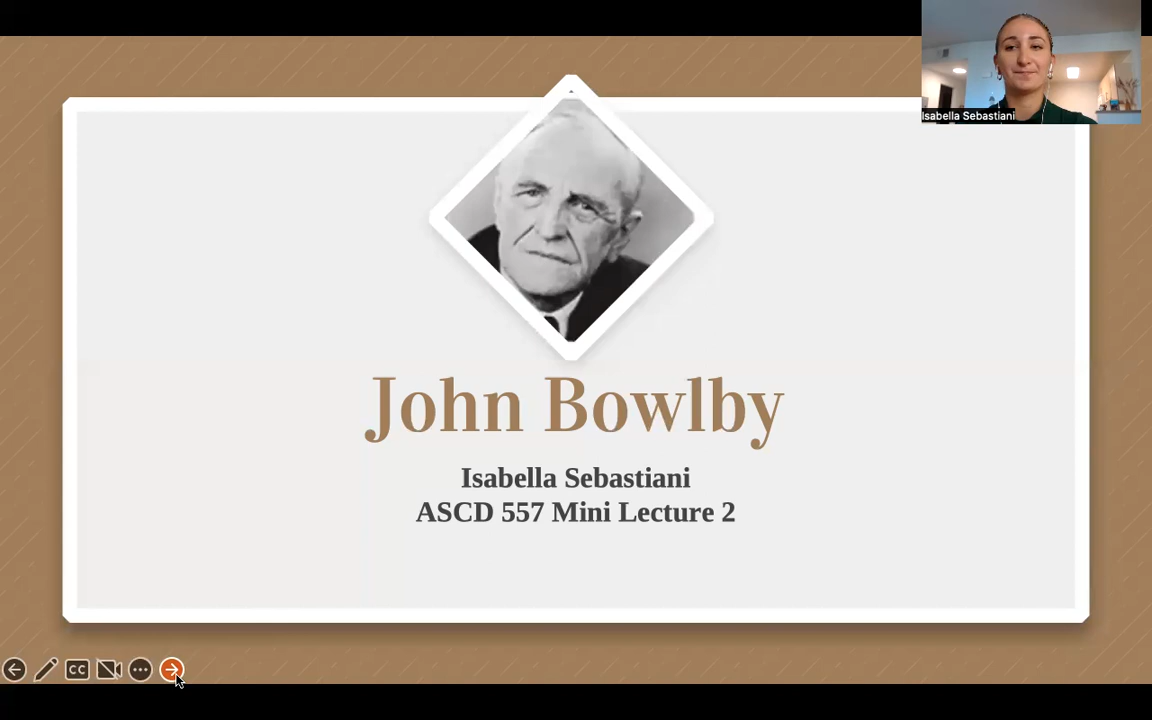 Isabella Sebastiani
John Bowlby
Isabella Sebastiani
ASCD 557 Mini Lecture 2
CC